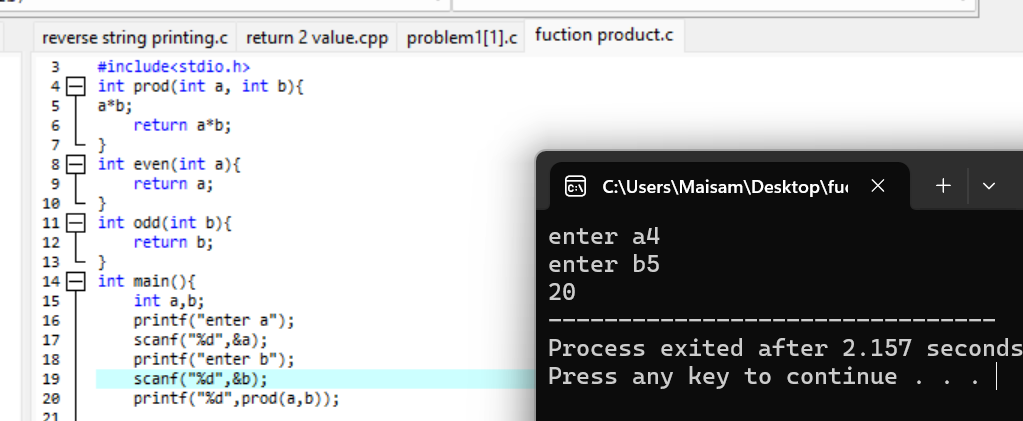 reverse string printing.c return 2 value.cpp problem1[1].c fuction product.c
3 #include<stdio.h>
4 int prod(int a, int b){
5 a*b;
6 return a*b;
7 }
8 int even(int a){
9 return a;
10 }
11 int odd(int b){
12 return b;
13 }
14 int main(){
15 int a,b;
16 printf("enter a");
17 scanf("%d",&a);
18 printf("enter b");
19 scanf("%d",&b);
20 printf("%d",prod(a,b));
21
C:\Users\Maisam\Desktop\fuc
enter a4
enter b5
20
--------------------------------
Process exited after 2.157 seconds
Press any key to continue . . .